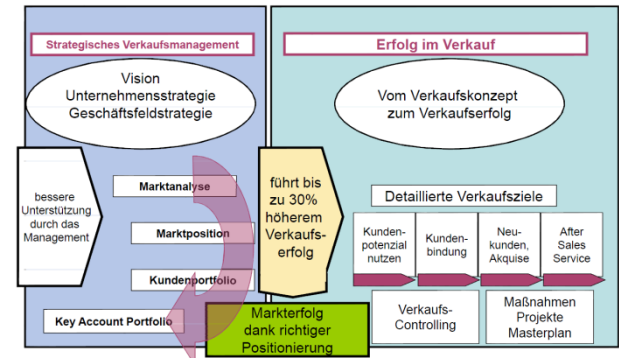 Strategisches Verkaufsmanagement
Vision
Unternehmensstrategie
Geschäftsfeldstrategie
bessere
Unterstützung
durch das
Management
Marktanalyse
Marktposition
Kundenportfolio
Key Account Portfolio
führt bis
zu 30%
höherem
Verkaufs-
erfolg
Markterfolg
dank richtiger
Positionierung
Erfolg im Verkauf
Vom Verkaufskonzept
zum Verkaufserfolg
Detaillierte Verkaufsziele
Kunden-
potenzial
nutzen
Kunden-
bindung
Neu-
kunden,
Akquise
After
Sales
Service
Verkaufs-
Controlling
Maßnahmen
Projekte
Masterplan